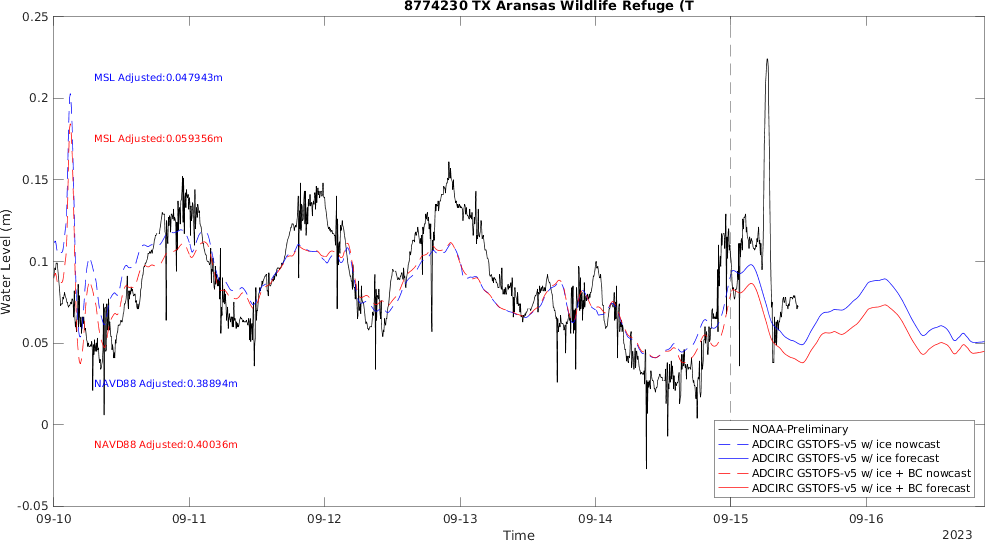 8774230 TX Aransas Wildlife Refuge (T
0.25
0.2
0.15
0.1
0.05
0
-0.05
Water Level (m)
MSL Adjusted:0.047943m
MSL Adjusted:0.059356m
NAVD88 Adjusted:0.38894m
NAVD88 Adjusted:0.40036m
NOAA-Preliminary
ADCIRC GSTOFS-v5 w/ ice nowcast
ADCIRC GSTOFS-v5 w/ ice forecast
ADCIRC GSTOFS-v5 w/ ice + BC nowcast
ADCIRC GSTOFS-v5 w/ ice + BC forecast
09-10 09-11 09-12 09-13 09-14 09-15 09-16
Time
2023